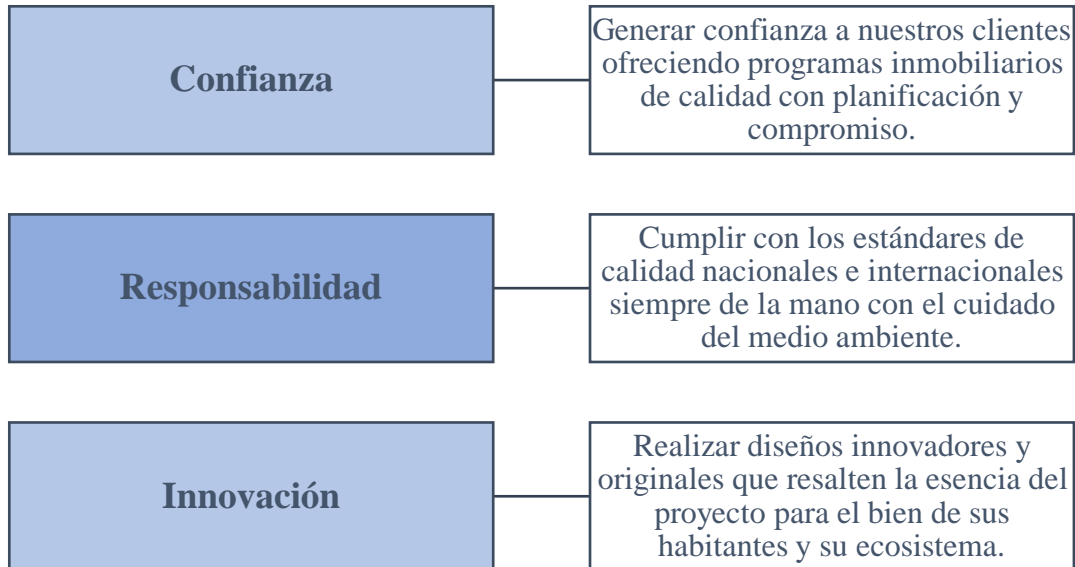 Confianza
Generar confianza a nuestros clientes
ofreciendo programas inmobiliarios
de calidad con planificación y
compromiso.
Responsabilidad
Cumplir con los estándares de
calidad nacionales e internacionales
siempre de la mano con el cuidado
del medio ambiente.
Innovación
Realizar diseños innovadores y
originales que resalten la esencia del
proyecto para el bien de sus
habitantes y su ecosistema.